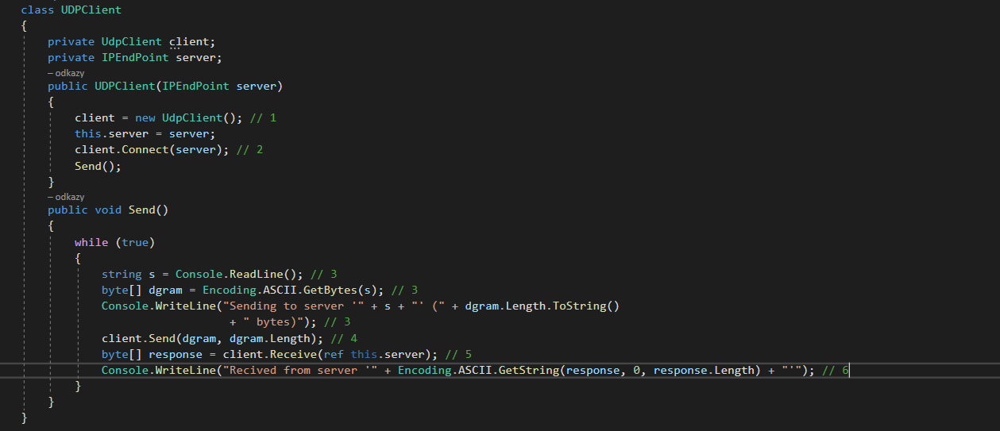 class UDPClient
{
private UdpClient client;
private IPEndPoint server;
– odkazy
public UDPClient(IPEndPoint server)
{
client = new UdpClient(); // 1
this.server = server;
client.Connect(server); // 2
Send();
}
– odkazy
public void Send()
{
while (true)
{
string s = Console.ReadLine(); // 3
byte[] dgram = Encoding.ASCII.GetBytes(s); // 3
Console.WriteLine("Sending to server '" + s + "' (" + dgram.Length.ToString()
+ " bytes)"); // 3
client.Send(dgram, dgram.Length); // 4
byte[] response = client.Receive(ref this.server); // 5
Console.WriteLine("Recived from server '" + Encoding.ASCII.GetString(response, 0, response.Length) + "'"); // 6
}
}
}